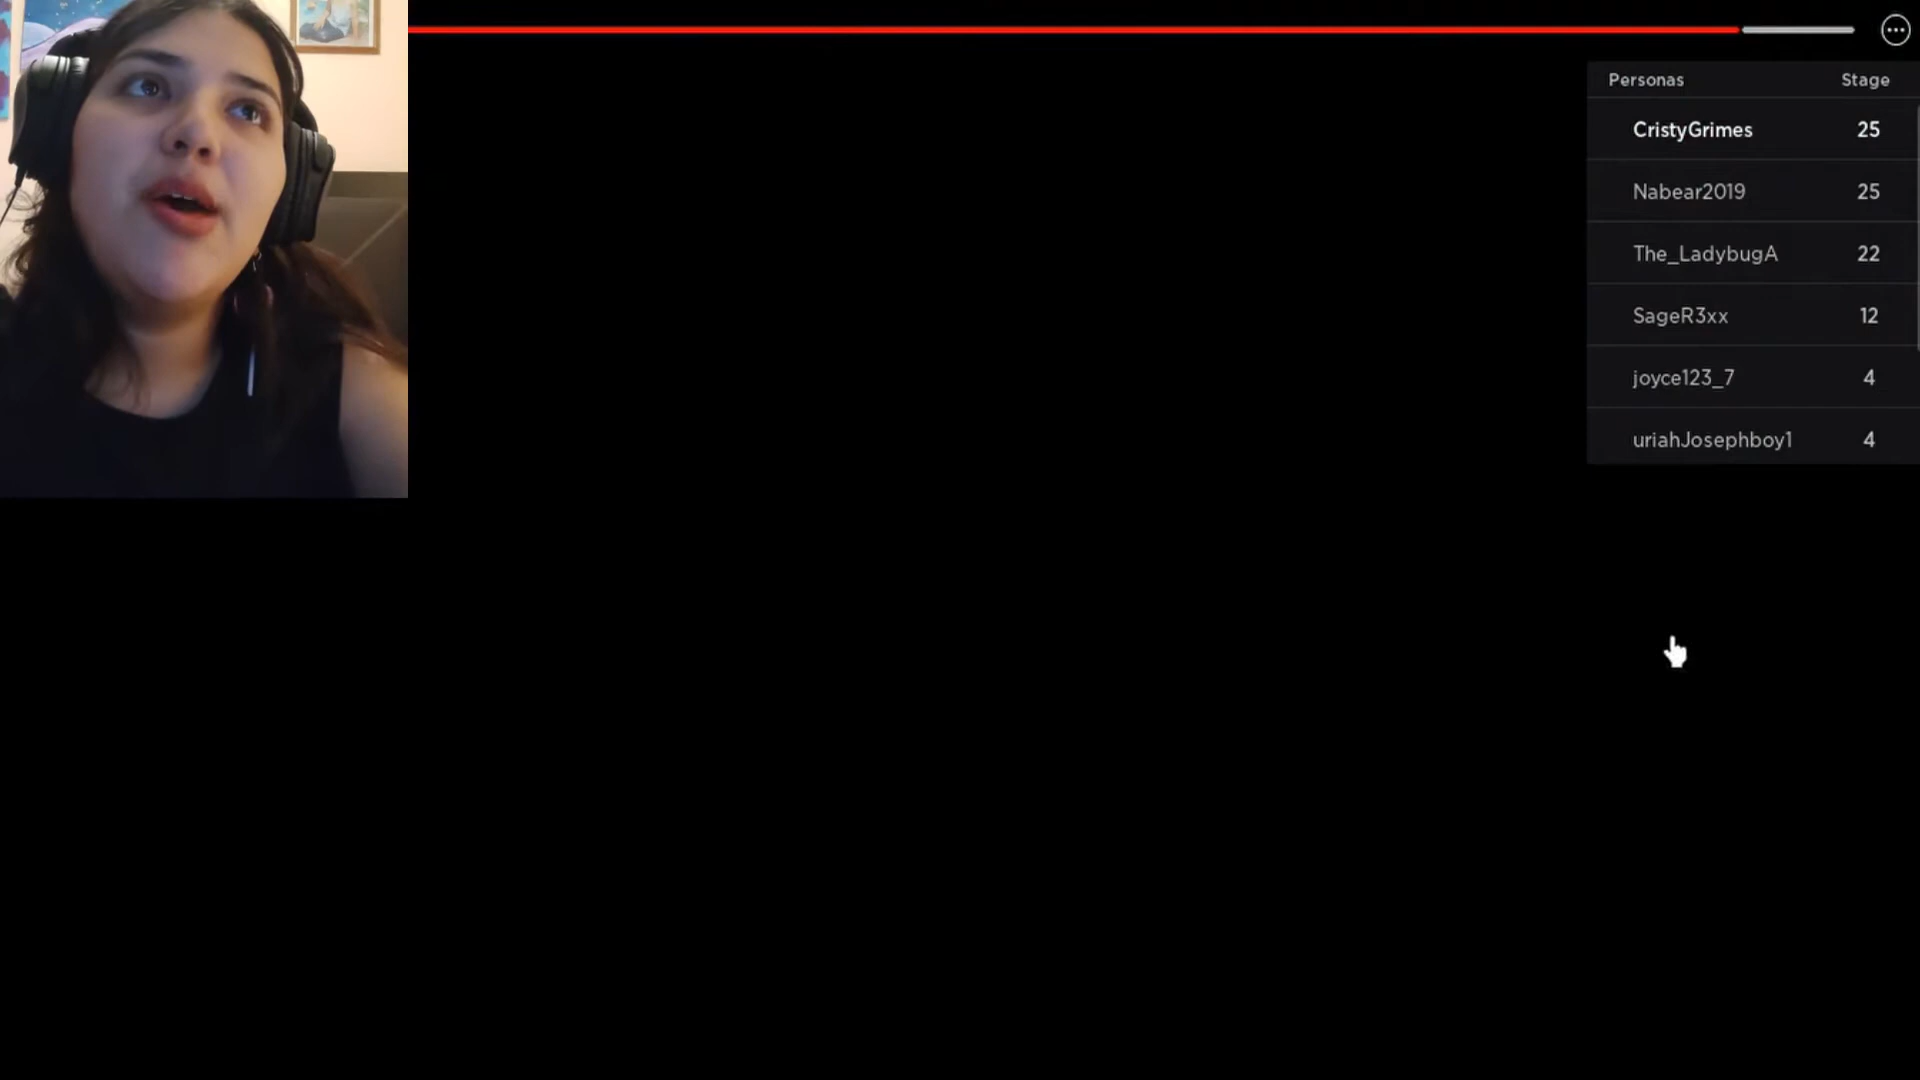 Personas Stage
CristyGrimes 25
Nabear2019 25
The_LadybugA 22
SageR3xx 12
joyce123_7 4
uriahJosephboy1 4